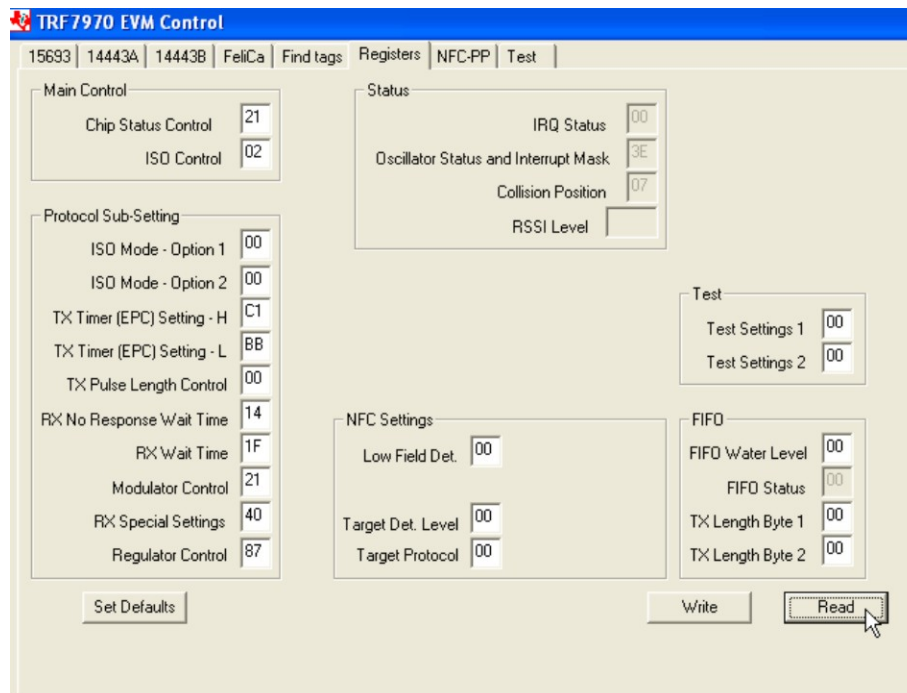 TRF7970 EVM Control
15693 14443A 14443B FeliCa Find tags Registers NFC-PP Test
Main Control
Chip Status Control 21
ISO Control 02
Status
IRQ Status 00
Oscillator Status and Interrupt Mask 3E
Collision Position 07
RSSI Level
Protocol Sub-Setting
ISO Mode - Option 1 00
ISO Mode - Option 2 00
TX Timer (EPC) Setting - H C1
TX Timer (EPC) Setting - L BB
TX Pulse Length Control 00
RX No Response Wait Time 14
RX Wait Time 1F
Modulator Control 21
RX Special Settings 40
Regulator Control 87
Test
Test Settings 1 00
Test Settings 2 00
NFC Settings
Low Field Det. 00
Target Det. Level 00
Target Protocol 00
FIFO
FIFO Water Level 00
FIFO Status 00
TX Length Byte 1 00
TX Length Byte 2 00
Set Defaults
Write
Read